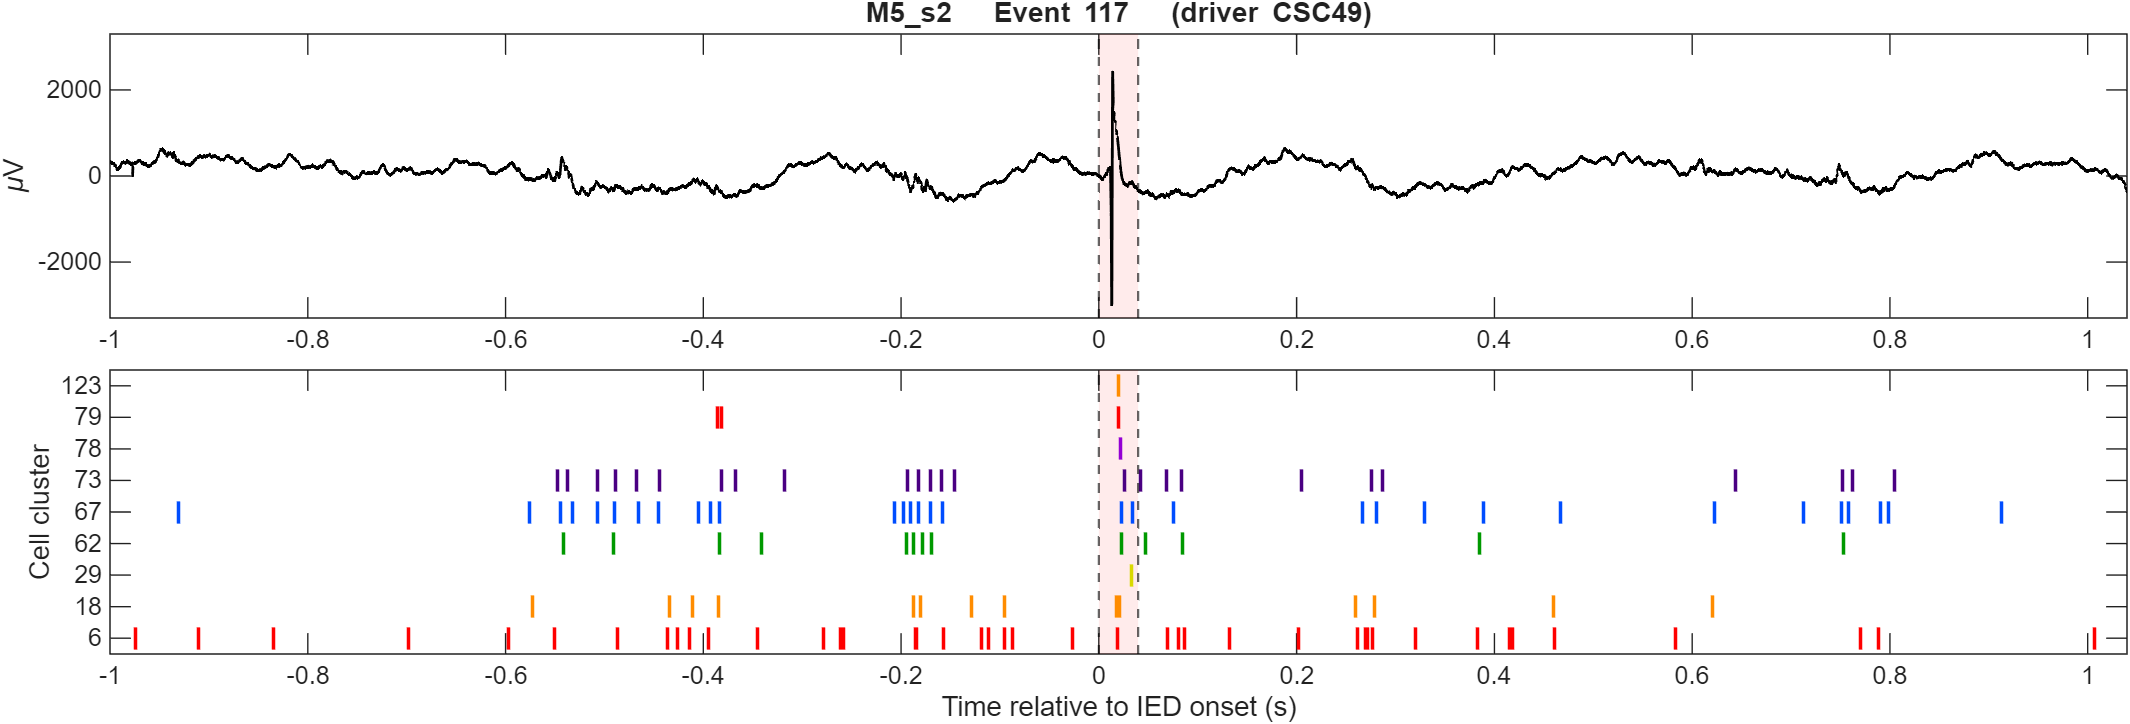 M5_s2 Event 117 (driver CSC49)
2000
0
-2000
µV
-1 -0.8 -0.6 -0.4 -0.2 0 0.2 0.4 0.6 0.8 1
123
79
78
73
67
62
29
18
6
Cell cluster
-1 -0.8 -0.6 -0.4 -0.2 0 0.2 0.4 0.6 0.8 1
Time relative to IED onset (s)